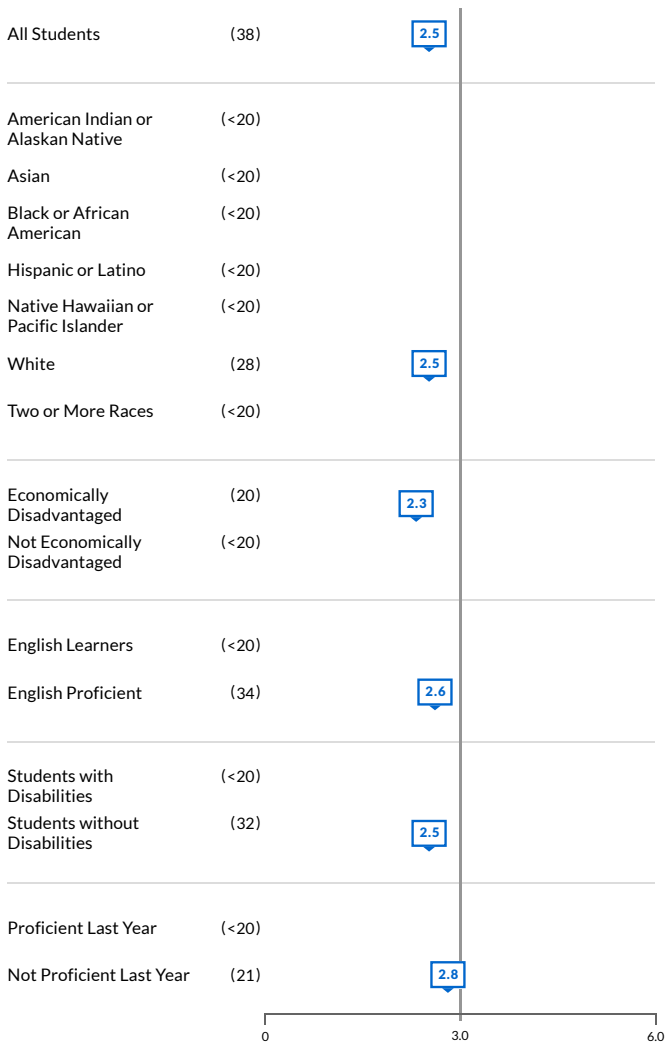 All Students (38) 2.5
American Indian or (<20)
Alaskan Native
Asian (<20)
Black or African (<20)
American
Hispanic or Latino (<20)
Native Hawaiian or (<20)
Pacific Islander
White (28) 2.5
Two or More Races (<20)
Economically (20) 2.3
Disadvantaged
Not Economically (<20)
Disadvantaged
English Learners (<20)
English Proficient (34) 2.6
Students with (<20)
Disabilities
Students without (32) 2.5
Disabilities
Proficient Last Year (<20)
Not Proficient Last Year (21) 2.8
0 3.0 6.0